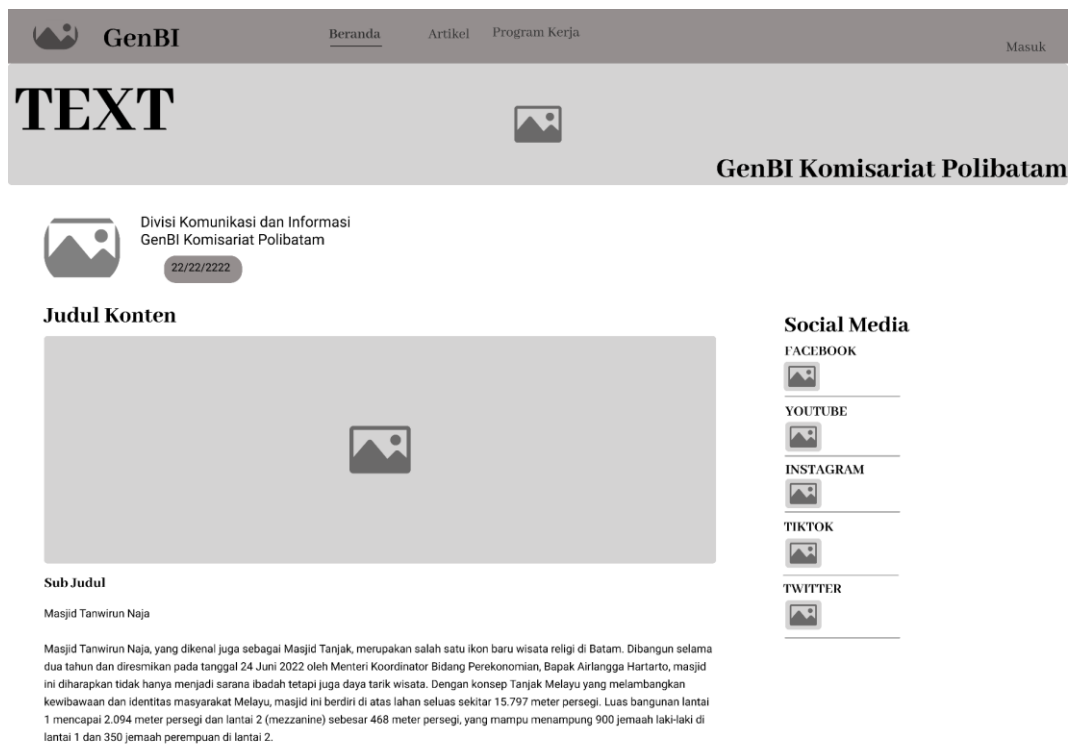 GenBI
Beranda
Artikel
Program Kerja
Masuk
TEXT
GenBI Komisariat Polibatam
Divisi Komunikasi dan Informasi
GenBI Komisariat Polibatam
22/22/2222
Judul Konten
Sub Judul
Masjid Tanwirun Naja
Masjid Tanwirun Naja, yang dikenal juga sebagai Masjid Tanjak, merupakan salah satu ikon baru wisata religi di Batam. Dibangun selama
dua tahun dan diresmikan pada tanggal 24 Juni 2022 oleh Menteri Koordinator Bidang Perekonomian, Bapak Airlangga Hartarto, masjid
ini diharapkan tidak hanya menjadi sarana ibadah tetapi juga daya tarik wisata. Dengan konsep Tanjak Melayu yang melambangkan
kewibawaan dan identitas masyarakat Melayu, masjid ini berdiri di atas lahan seluas sekitar 15.797 meter persegi. Luas bangunan lantai
1 mencapai 2.094 meter persegi dan lantai 2 (mezzanine) sebesar 468 meter persegi, yang mampu menampung 900 jemaah laki-laki di
lantai 1 dan 350 jemaah perempuan di lantai 2.
Social Media
FACEBOOK
YOUTUBE
INSTAGRAM
TIKTOK
TWITTER